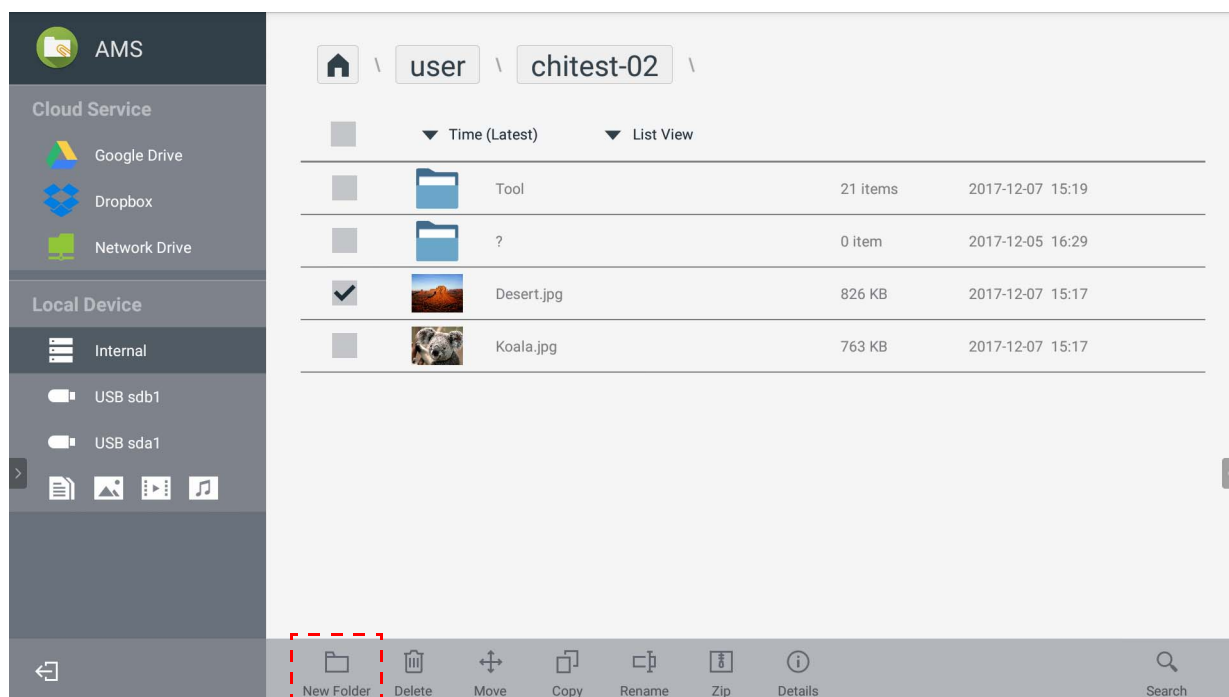 AMS
Cloud Service
Google Drive
Dropbox
Network Drive
Local Device
Internal
USB sdb1
USB sda1
\ user \ chitest-02 \
Time (Latest) List View
Tool 21 items 2017-12-07 15:19
? 0 item 2017-12-05 16:29
Desert.jpg 826 KB 2017-12-07 15:17
Koala.jpg 763 KB 2017-12-07 15:17
New Folder Delete Move Copy Rename Zip Details Search